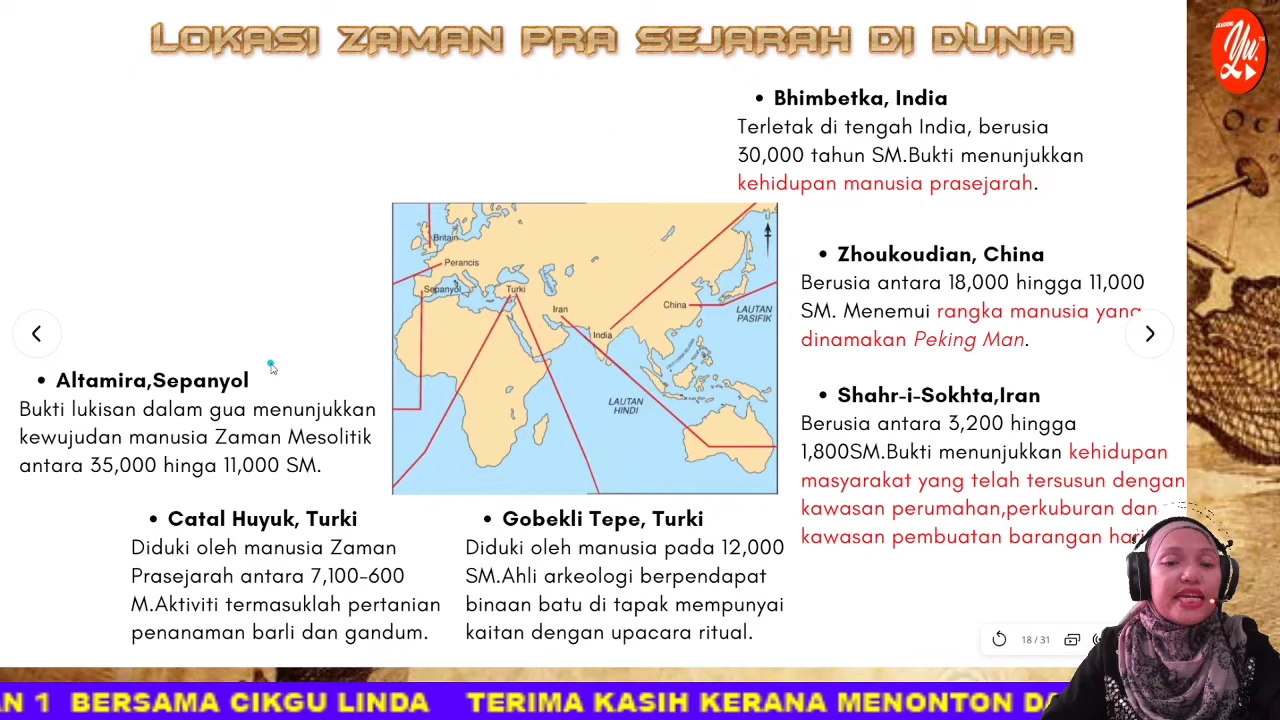 LOKASI ZAMAN PRA SEJARAH DI DUNIA
Yu
• Bhimbetka, India
Terletak di tengah India, berusia
30,000 tahun SM.Bukti menunjukkan
kehidupan manusia prasejarah.
• Zhoukoudian, China
Berusia antara 18,000 hingga 11,000
SM. Menemui rangka manusia yang
dinamakan Peking Man.
• Shahr-i-Sokhta,Iran
Berusia antara 3,200 hingga
1,800SM.Bukti menunjukkan kehidupan
masyarakat yang telah tersusun dengan
kawasan perumahan,perkuburan dan
kawasan pembuatan barangan
Britain
Perancis
Sepanyol
Turki
Iran
India
China
LAUTAN
PASIFIK
LAUTAN
HINDI
• Altamira,Sepanyol
Bukti lukisan dalam gua menunjukkan
kewujudan manusia Zaman Mesolitik
antara 35,000 hinga 11,000 SM.
• Catal Huyuk, Turki
Diduki oleh manusia Zaman
Prasejarah antara 7,100-600
M.Aktiviti termasuklah pertanian
penanaman barli dan gandum.
• Gobekli Tepe, Turki
Diduki oleh manusia pada 12,000
SM.Ahli arkeologi berpendapat
binaan batu di tapak mempunyai
kaitan dengan upacara ritual.
18 / 31
AN 1 BERSAMA CIKGU LINDA TERIMA KASIH KERANA MENONTON